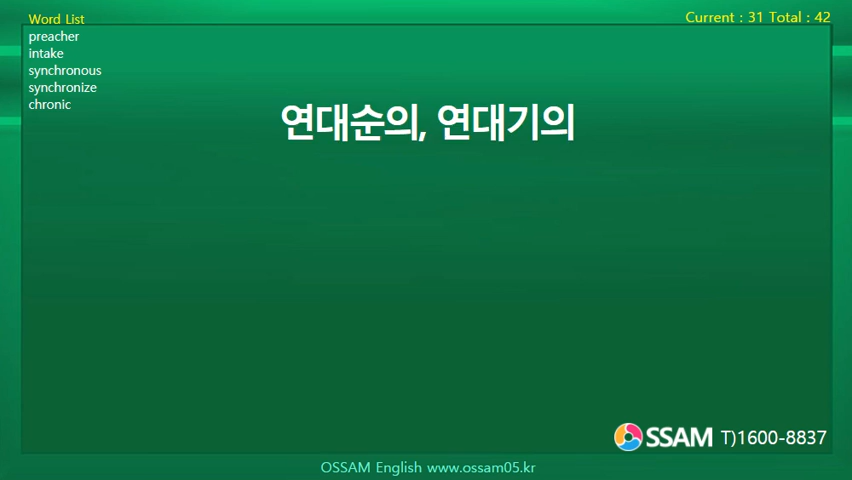 Word List
Current : 31 Total : 42
preacher
intake
synchronous
synchronize
chronic
연대순의, 연대기의
SSAM T)1600-8837
OSSAM English www.ossam05.kr